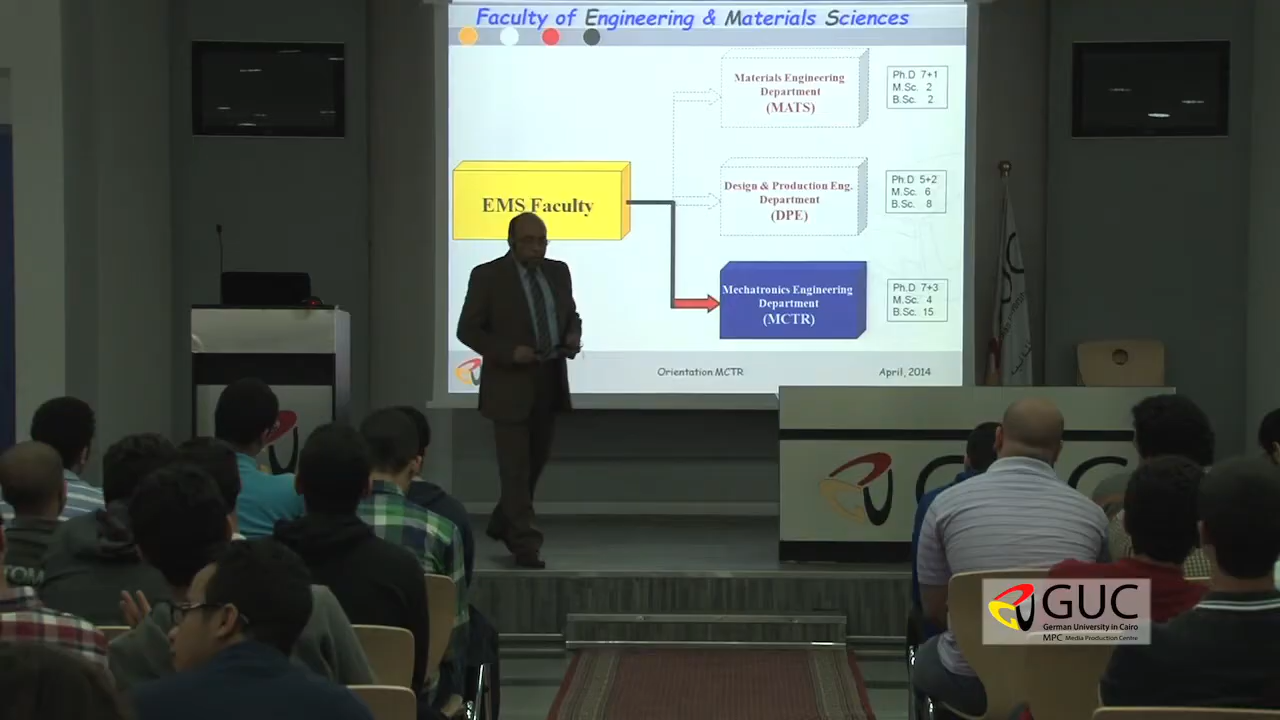 Faculty of Engineering & Materials Sciences
Materials Engineering
Department
(MATS)
Ph.D 7+1
M.Sc. 2
B.Sc. 2
Design & Production Eng.
Department
(DPE)
Ph.D 5+2
M.Sc. 6
B.Sc. 8
EMS Faculty
Mechatronics Engineering
Department
(MCTR)
Ph.D 7+3
M.Sc. 4
B.Sc. 15
Orientation MCTR
April, 2014
GUC
German University in Cairo
MPC Media Production Centre